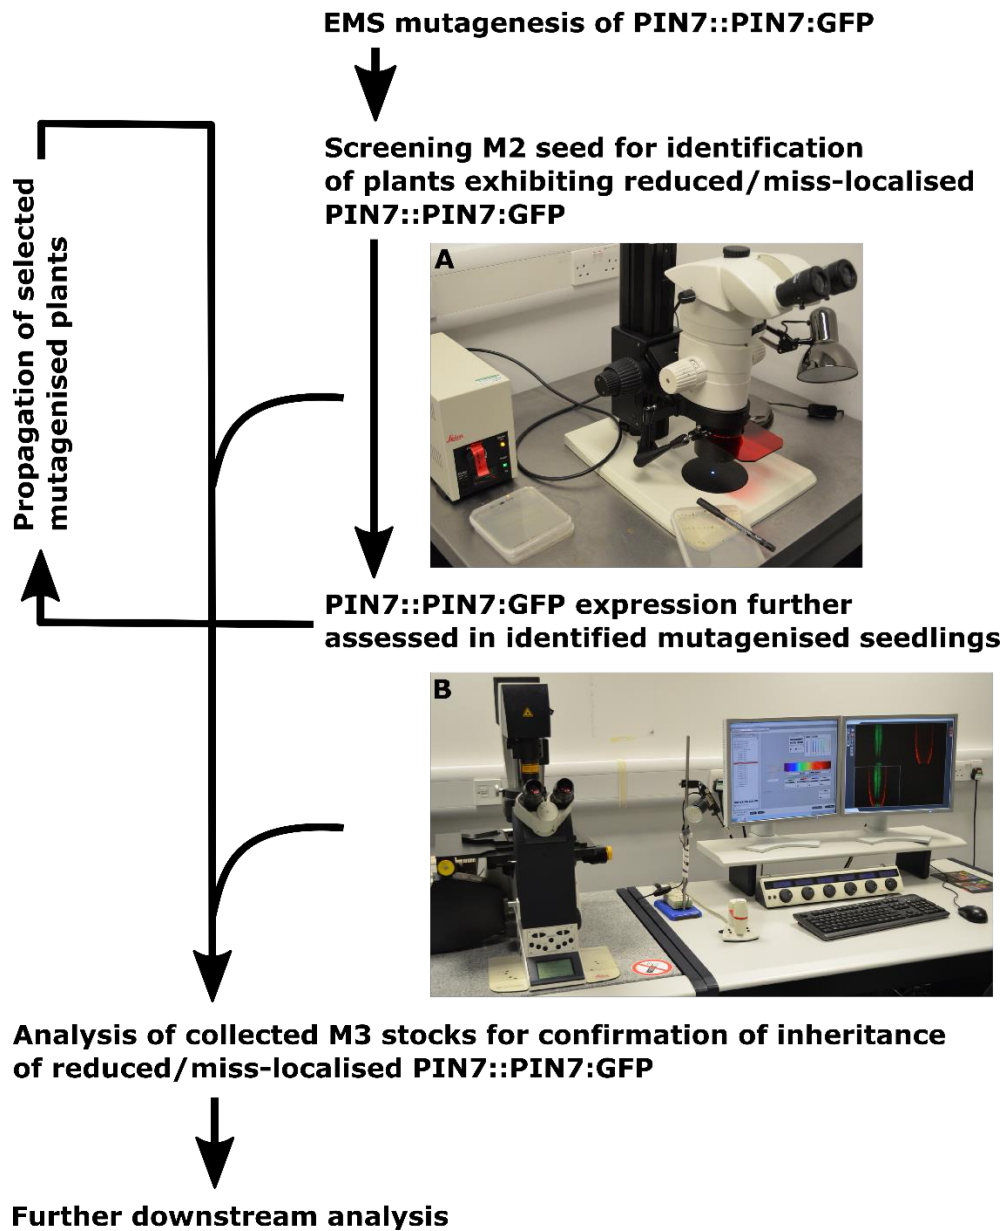 EMS mutagenesis of PIN7::PIN7:GFP
Screening M2 seed for identification
of plants exhibiting reduced/miss-localised
PIN7::PIN7:GFP
A
Propagation of selected
mutagenised plants
PIN7::PIN7:GFP expression further
assessed in identified mutagenised seedlings
B
Analysis of collected M3 stocks for confirmation of inheritance
of reduced/miss-localised PIN7::PIN7:GFP
Further downstream analysis